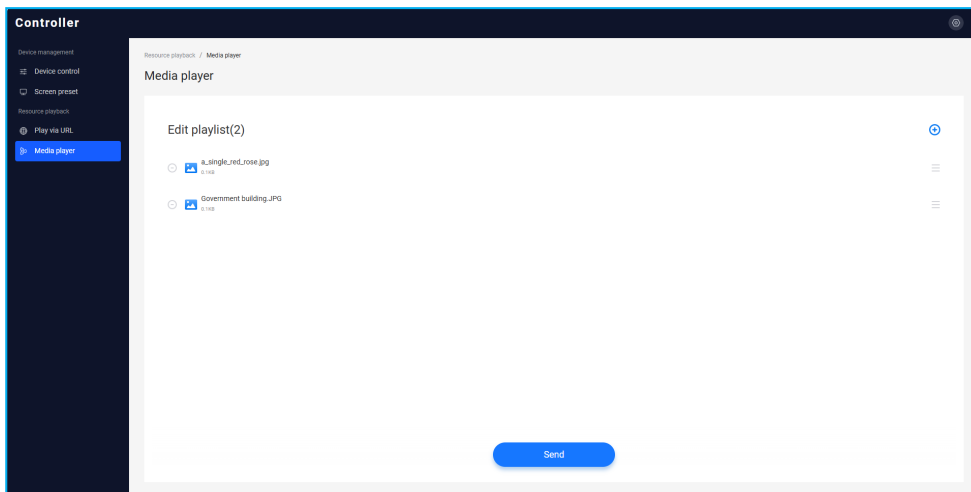 Controller
Device management
Device control
Screen preset
Resource playback
Play via URL
Media player
Resource playback / Media player
Media player
Edit playlist(2)
a_single_red_rose.jpg
0.1KB
Government building.JPG
0.1KB
Send